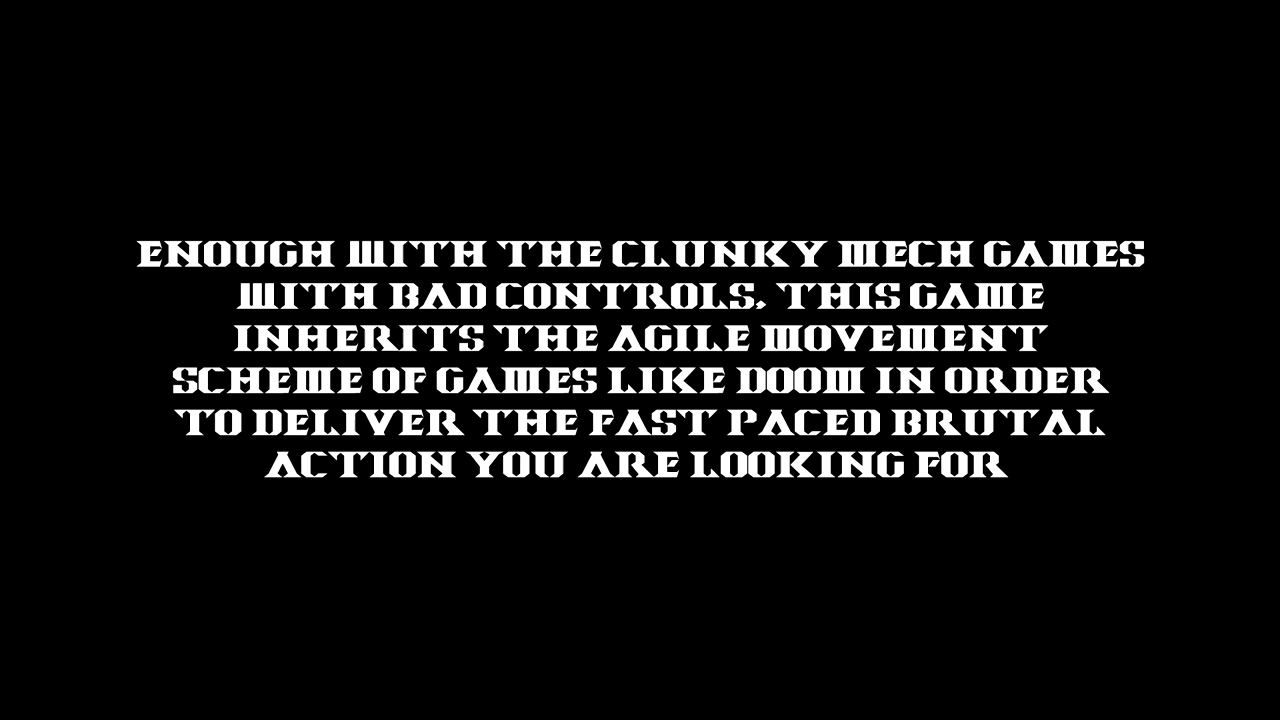 ENOUGH WITH THE CLUNKY MECH GAMES
WITH BAD CONTROLS. THIS GAME
INHERITS THE AGILE MOVEMENT
SCHEME OF GAMES LIKE DOOM IN ORDER
TO DELIVER THE FAST PACED BRUTAL
ACTION YOU ARE LOOKING FOR